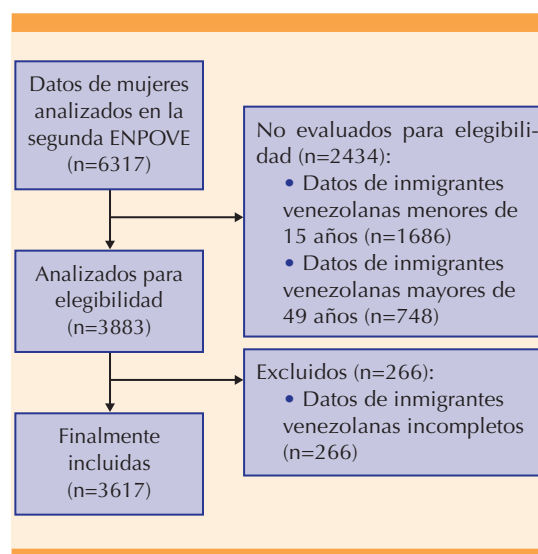 Datos de mujeres
analizados en la
segunda ENPOVE
(n=6317)
No evaluados para elegibili-
dad (n=2434):
• Datos de inmigrantes
venezolanas menores de
15 años (n=1686)
• Datos de inmigrantes
venezolanas mayores de
49 años (n=748)
Analizados para
elegibilidad
(n=3883)
Excluidos (n=266):
• Datos de inmigrantes
venezolanas incompletos
(n=266)
Finalmente
incluidas
(n=3617)